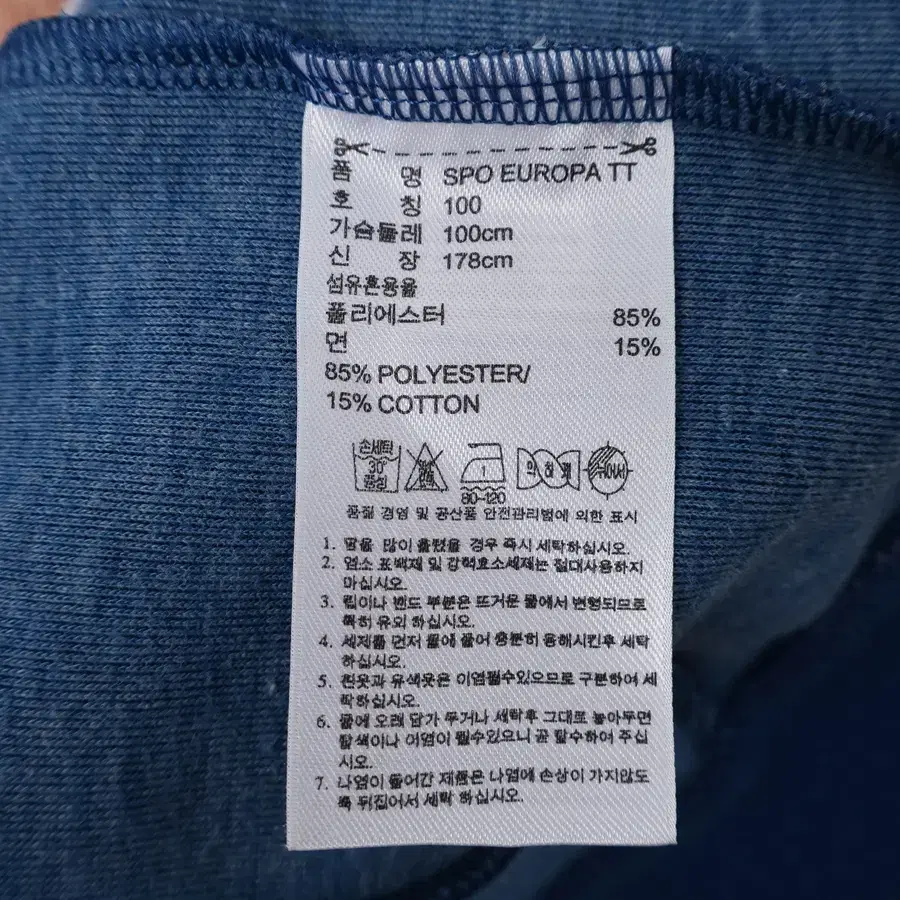 품 명 SPO EUROPA TT
호 칭 100
가슴둘레 100cm
신 장 178cm
섬유혼용율
폴리에스터 85%
면 15%
85% POLYESTER/
15% COTTON
손세탁
30°
중성
1
약하게
80-120
품질 경영 및 공산품 안전관리법에 의한 표시
1. 땀을 많이 흘렸을 경우 즉시 세탁하십시오.
2. 염소 표백제 및 강력효소세제는 절대사용하지
마십시오.
3. 립이나 밴드 부분은 뜨거운 물에서 변형되므로
특히 유의 하십시오.
4. 세제를 먼저 물에 풀어 충분히 용해시킨후 세탁
하십시오.
5. 흰옷과 유색옷은 이염될수있으므로 구분하여 세
탁하십시오.
6. 물에 오래 담가 두거나 세탁후 그대로 놓아두면
탈색이나 이염이 될수있으니 곧 탈수하여 주십
시오.
7. 나염이 들어간 제품은 나염에 손상이 가지않도
록 뒤집어서 세탁 하십시오.